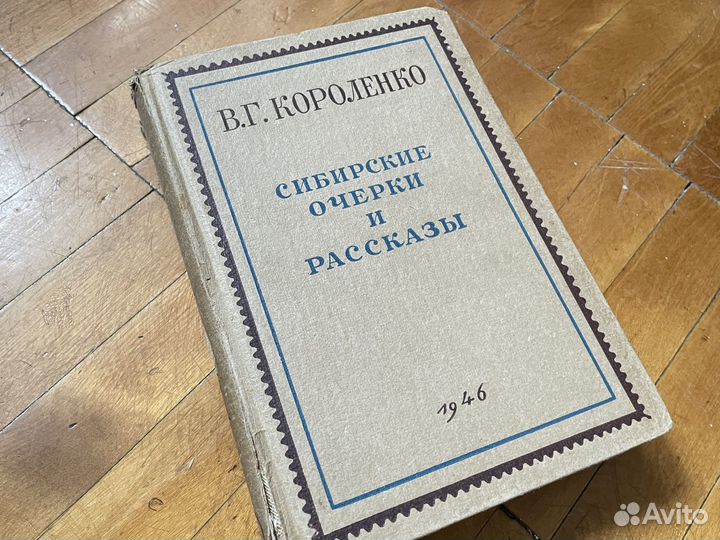 В.Г. КОРОЛЕНКО
СИБИРСКИЕ
ОЧЕРКИ
И
РАССКАЗЫ
1946
Avito